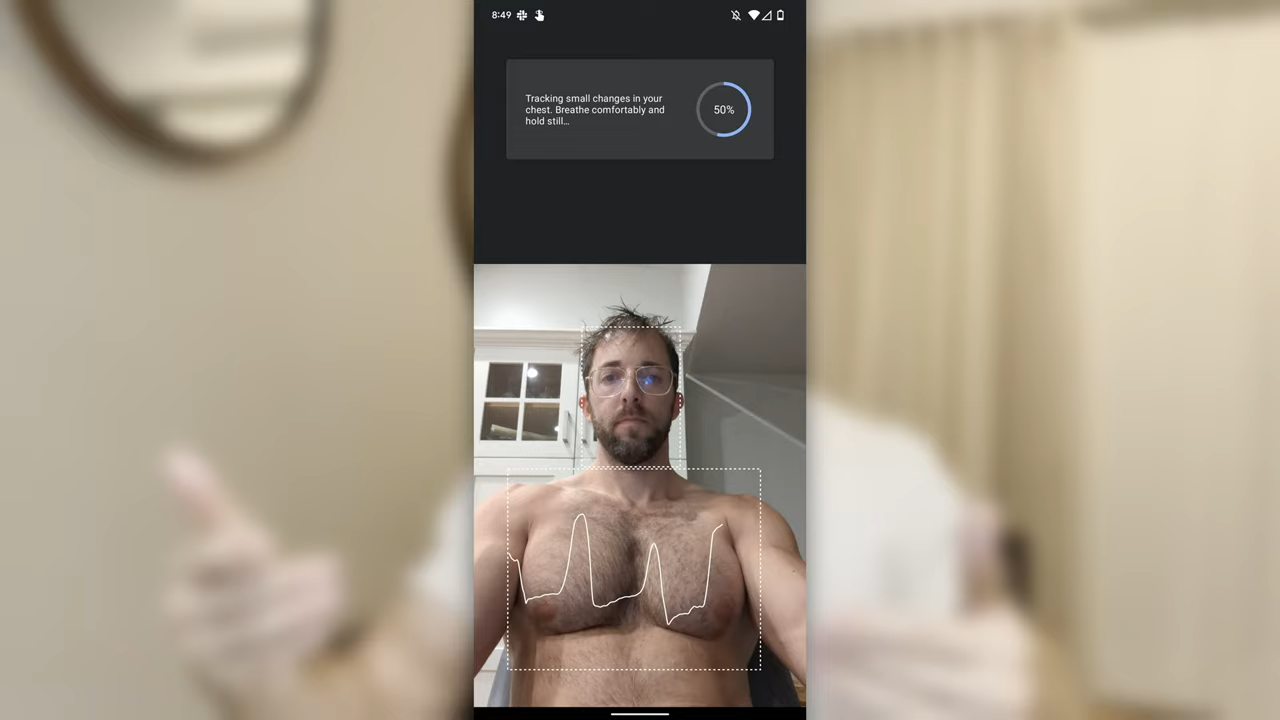 8:49
Tracking small changes in your
chest. Breathe comfortably and
hold still…
50%